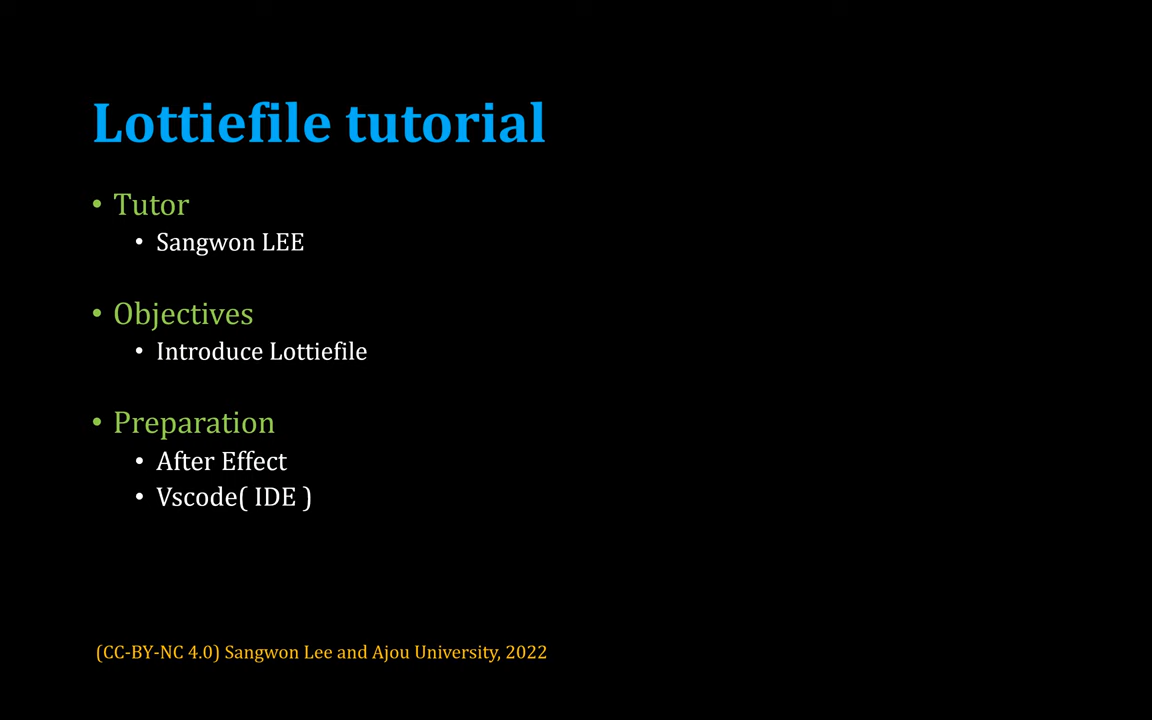 Lottiefile tutorial
• Tutor
• Sangwon LEE
• Objectives
• Introduce Lottiefile
• Preparation
• After Effect
• Vscode( IDE )
(CC-BY-NC 4.0) Sangwon Lee and Ajou University, 2022